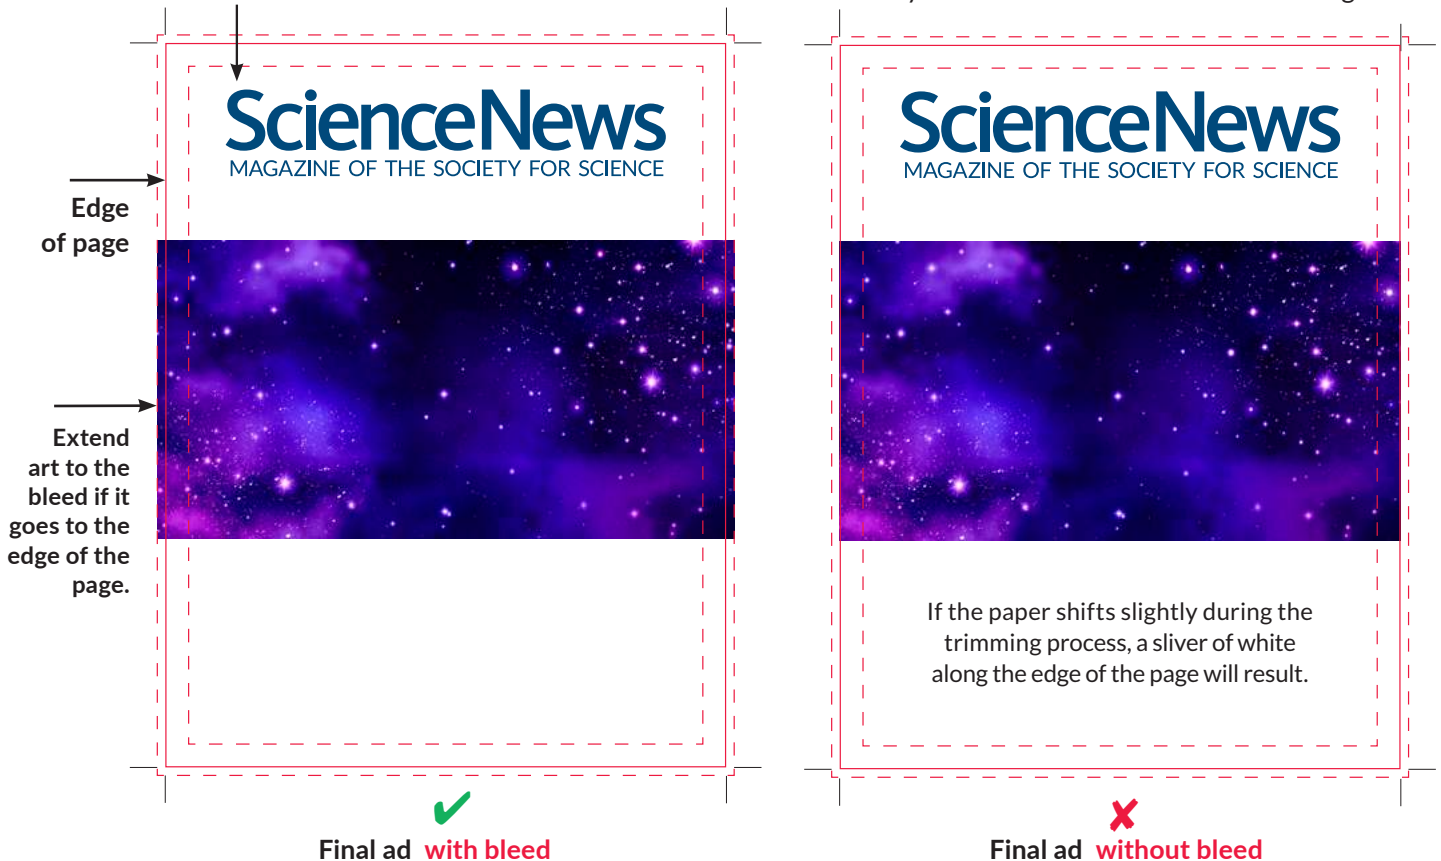 ScienceNews
MAGAZINE OF THE SOCIETY FOR SCIENCE
Edge
of page
Extend
art to the
bleed if it
goes to the
edge of the
page.
Final ad with bleed
ScienceNews
MAGAZINE OF THE SOCIETY FOR SCIENCE
If the paper shifts slightly during the
trimming process, a sliver of white
along the edge of the page will result.
Final ad without bleed